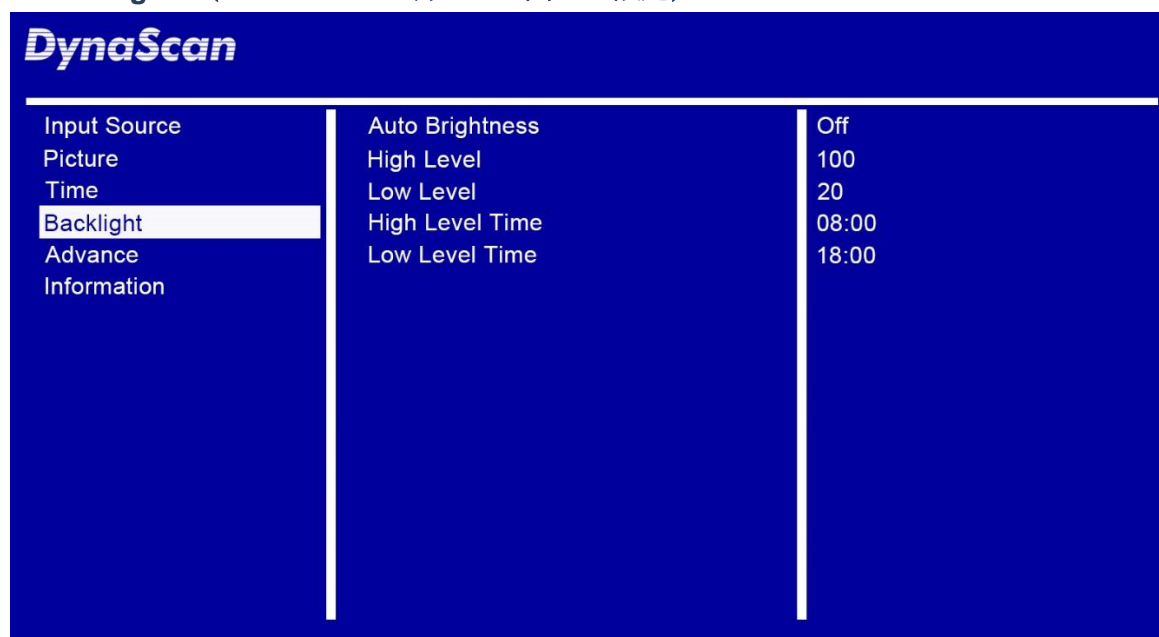 DynaScan
Input Source
Picture
Time
Backlight
Advance
Information
Auto Brightness
High Level
Low Level
High Level Time
Low Level Time
Off
100
20
08:00
18:00